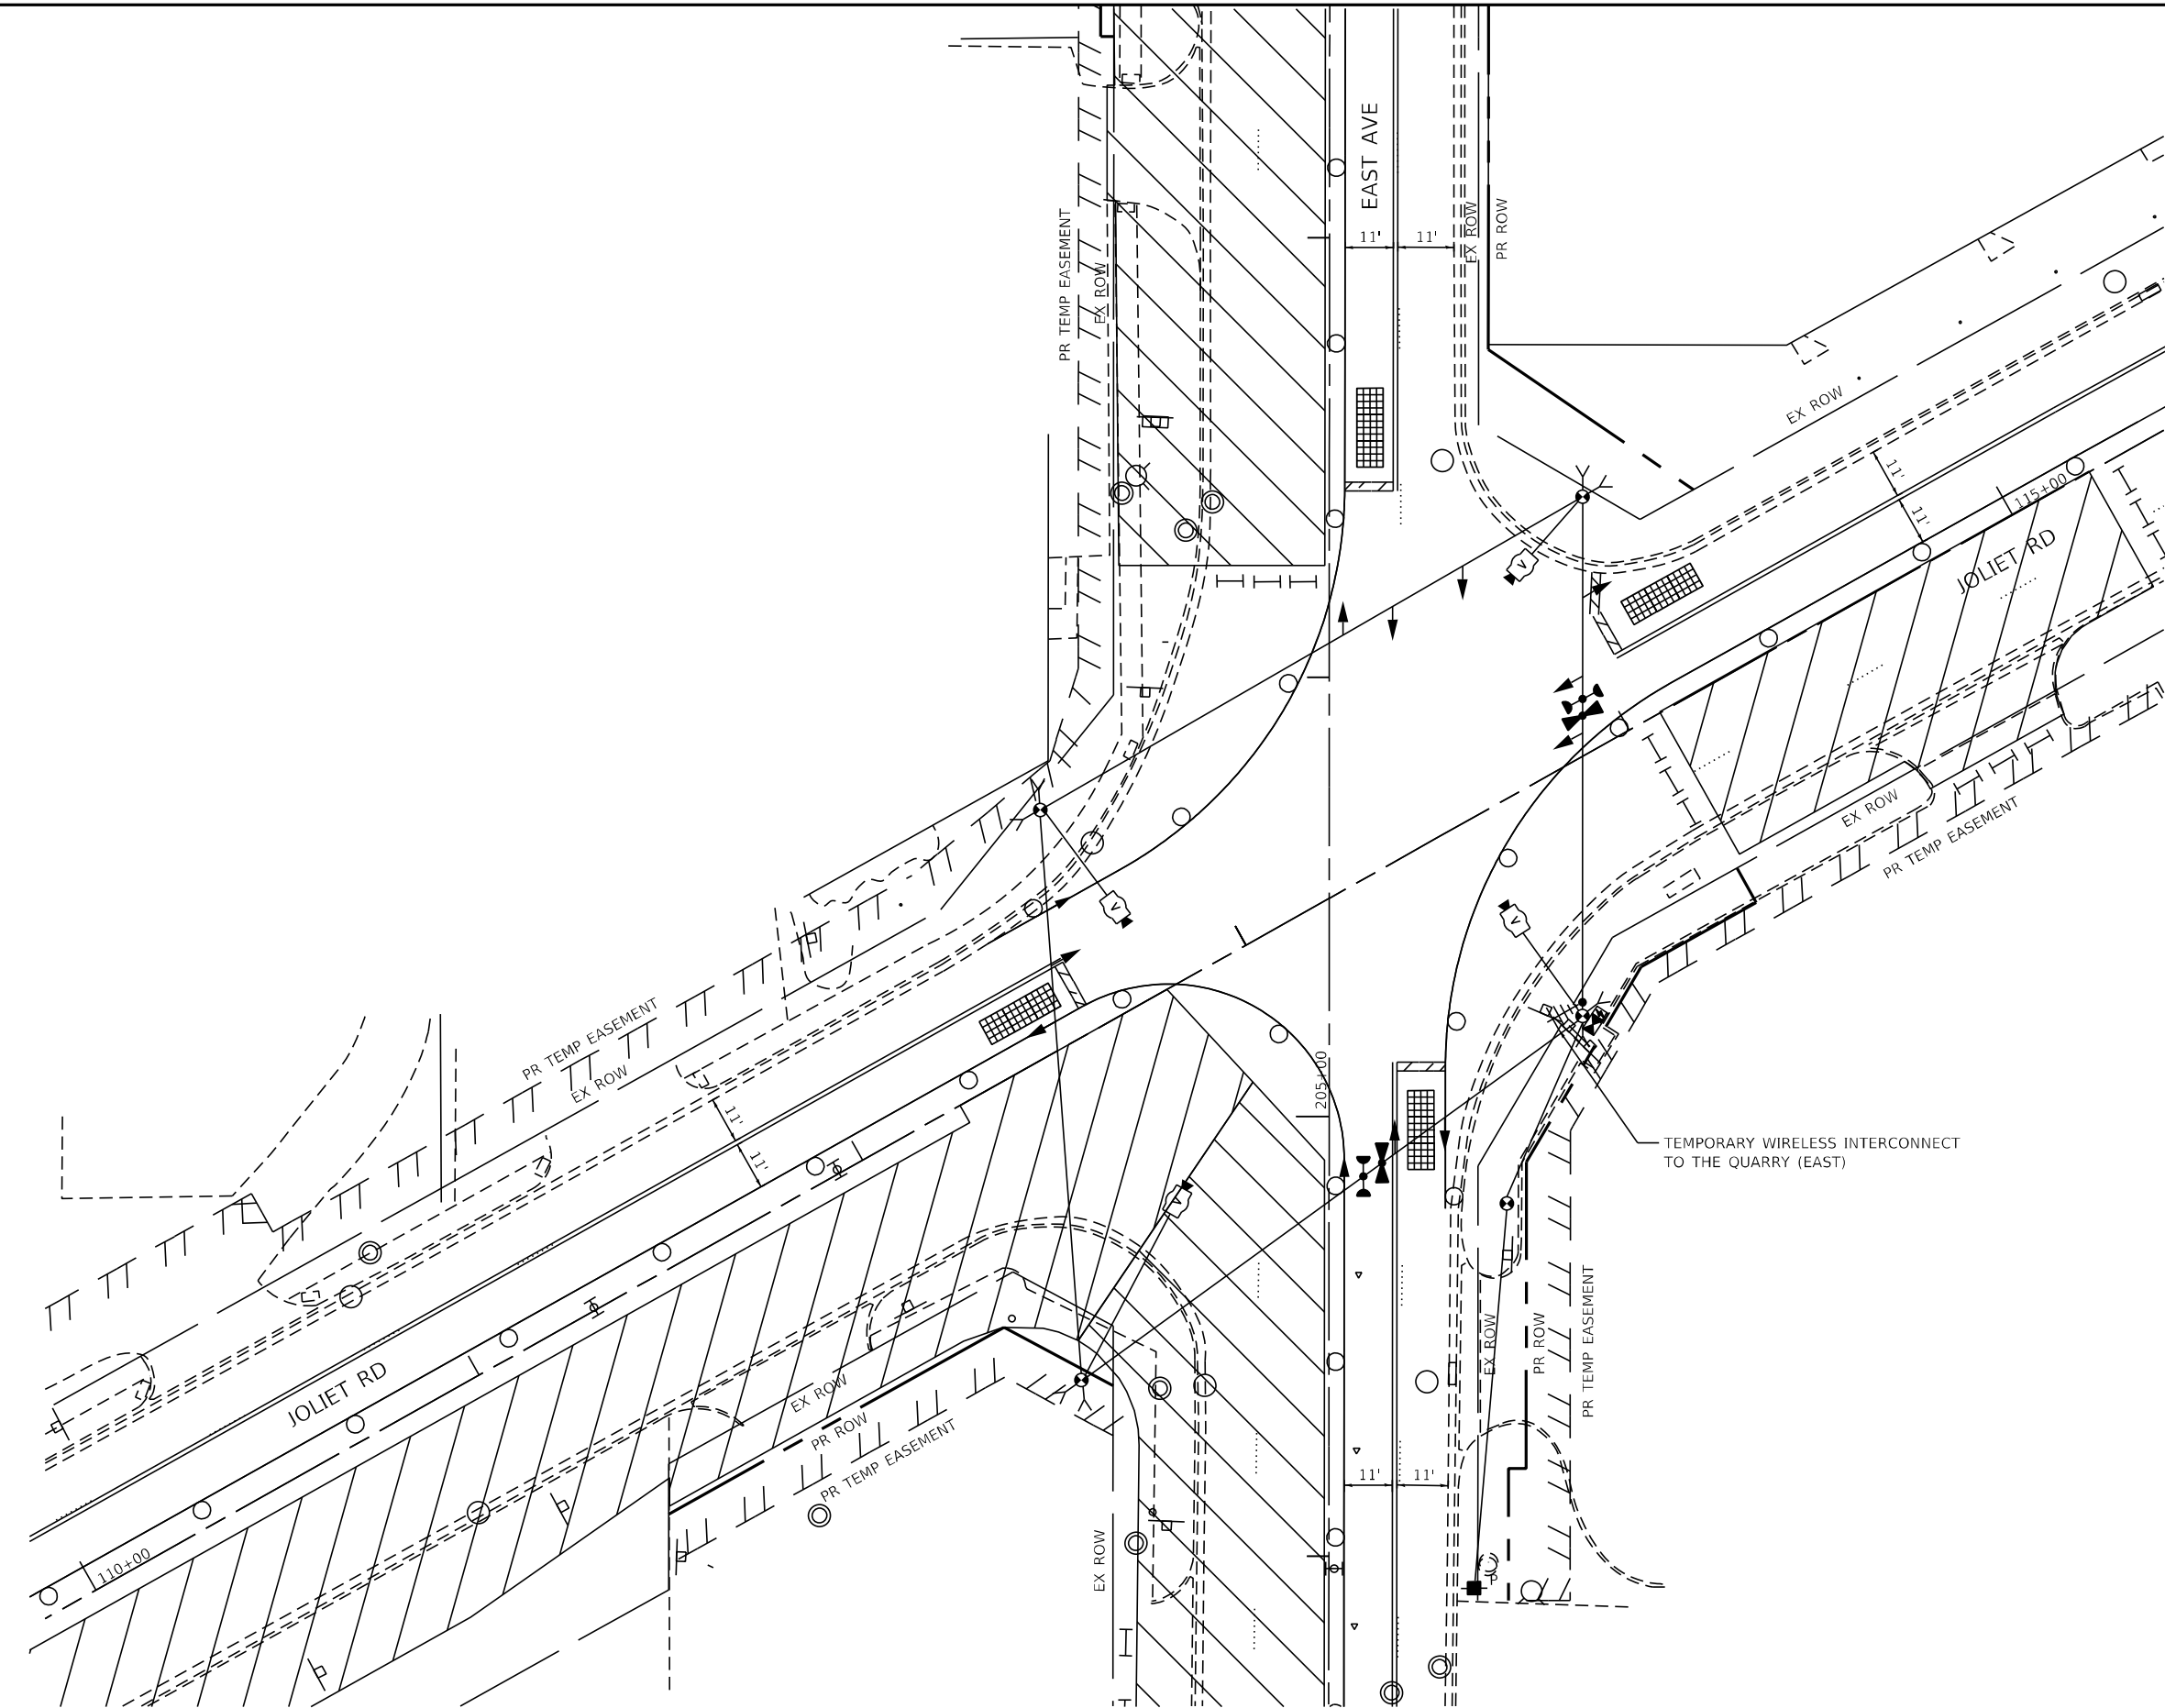 EAST AVE
PR TEMP EASEMENT
EX ROW
11'
11'
EX ROW
PR ROW
EX ROW
11'
11'
115+00
JOLIET RD
EX ROW
PR TEMP EASEMENT
V
V
V
V
PR TEMP EASEMENT
EX ROW
11'
11'
205+00
TEMPORARY WIRELESS INTERCONNECT
TO THE QUARRY (EAST)
JOLIET RD
EX ROW
PR ROW
PR TEMP EASEMENT
EX ROW
PR ROW
PR TEMP EASEMENT
11'
11'
110+00
EX ROW
P